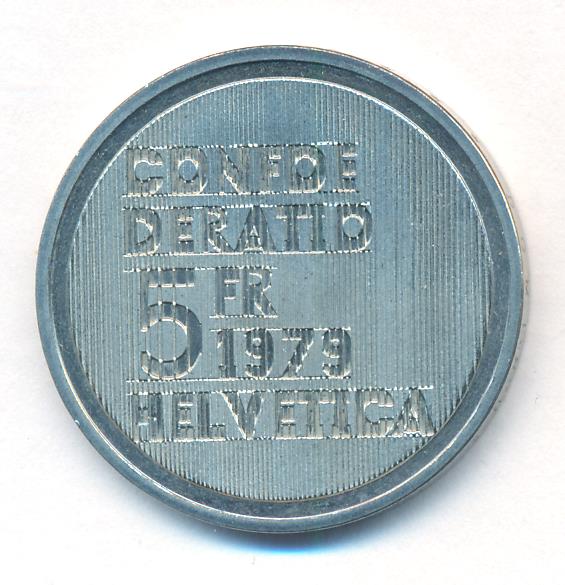 CONFOE
DERATIO
5 FR
1979
HELVETICA